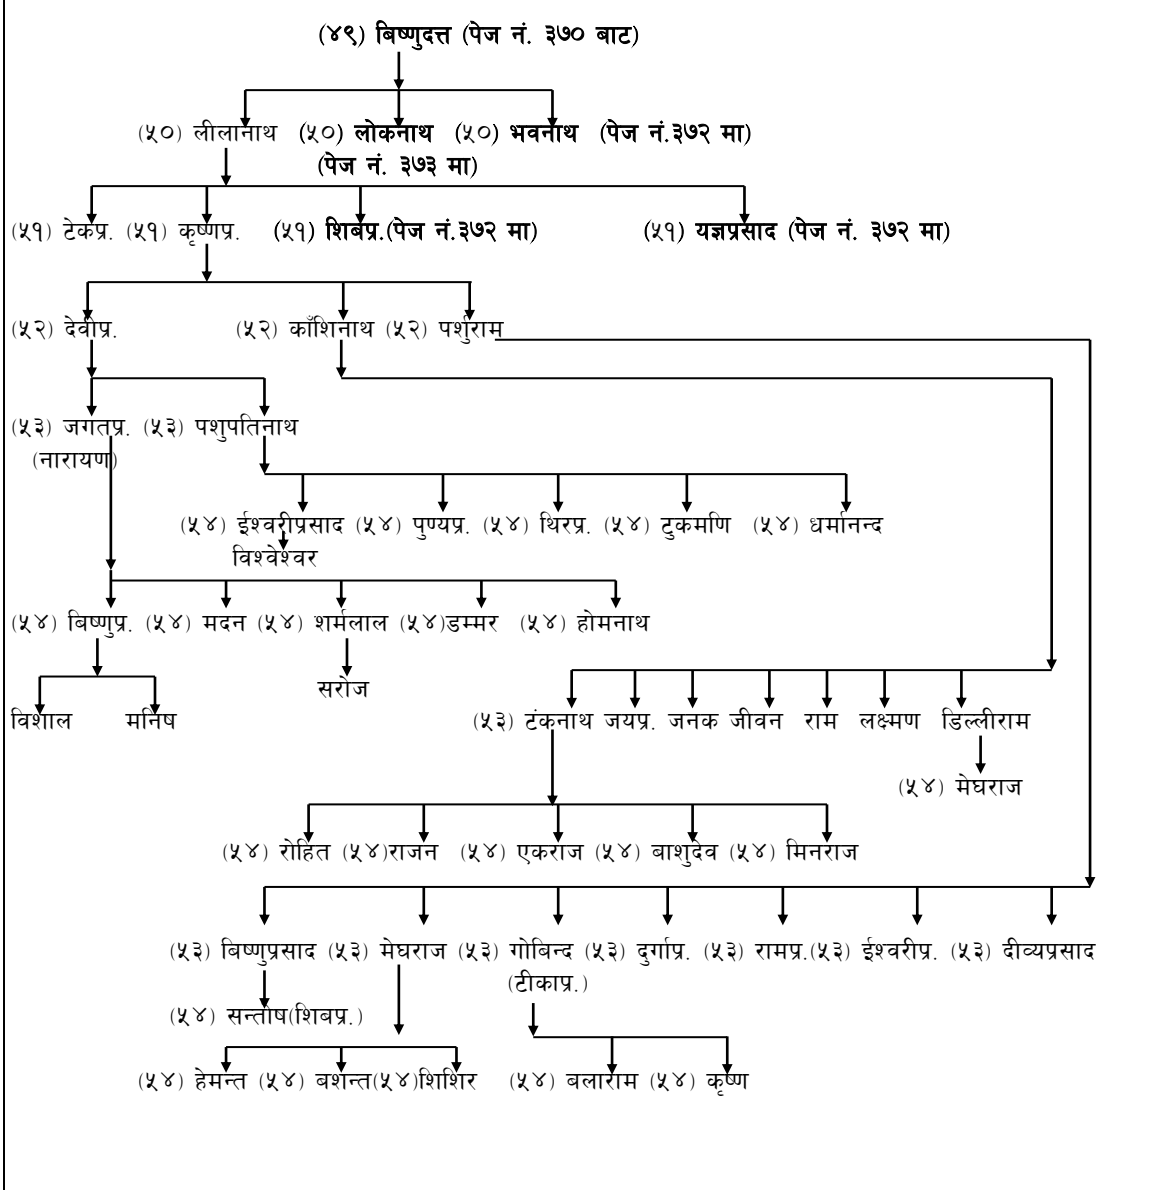 (४९) बिष्णुदत्त (पेज नं. ३७० बाट)
(५०) लीलानाथ (५०) लोकनाथ (५०) भवनाथ (पेज नं.३७२ मा)
(पेज नं. ३७३ मा)
(५१) टेकप्र. (५१) कृष्णप्र. (५१) शिबप्र.(पेज नं.३७२ मा) (५१) यज्ञप्रसाद (पेज नं. ३७२ मा)
(५२) देवीप्र. (५२) काँशिनाथ (५२) पर्शुराम
(५३) जगतप्र. (५३) पशुपतिनाथ
(नारायण)
(५४) ईश्वरीप्रसाद (५४) पुण्यप्र. (५४) थिरप्र. (५४) टुकमणि (५४) धर्मानन्द
विश्वेश्वर
(५४) बिष्णुप्र. (५४) मदन (५४) शर्मलाल (५४)डम्मर (५४) होमनाथ
सरोज
विशाल मनिष (५३) टंकनाथ जयप्र. जनक जीवन राम लक्ष्मण डिल्लीराम
(५४) मेघराज
(५४) रोहित (५४)राजन (५४) एकराज (५४) बाशुदेव (५४) मिनराज
(५३) बिष्णुप्रसाद (५३) मेघराज (५३) गोबिन्द (५३) दुर्गाप्र. (५३) रामप्र.(५३) ईश्वरीप्र. (५३) दीव्यप्रसाद
(टीकाप्र.)
(५४) सन्तोष(शिबप्र.)
(५४) हेमन्त (५४) बशन्त(५४)शिशिर (५४) बलाराम (५४) कृष्ण